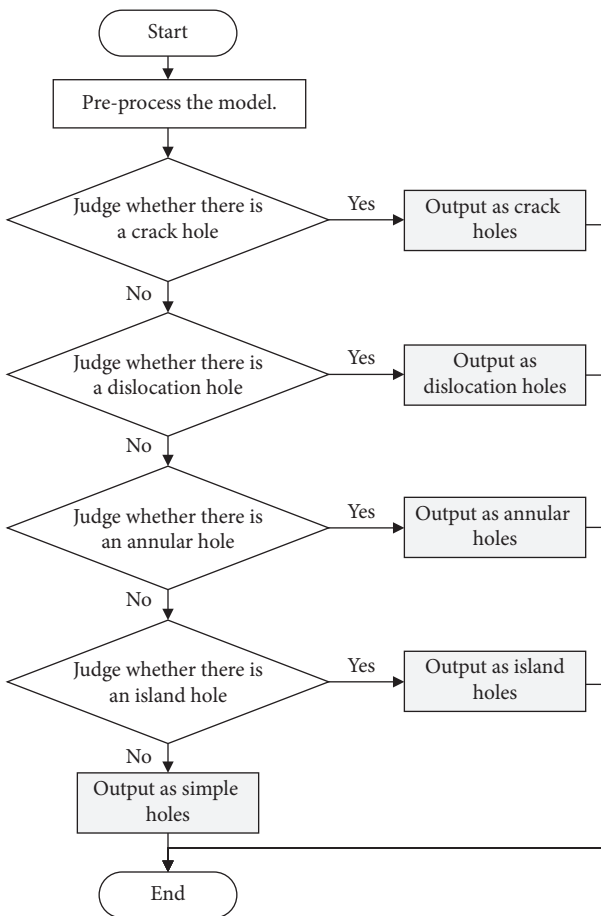 Start
Pre-process the model.
Judge whether there is
a crack hole
Yes
Output as crack
holes
No
Judge whether there is
a dislocation hole
Yes
Output as
dislocation holes
No
Judge whether there is
an annular hole
Yes
Output as annular
holes
No
Judge whether there is
an island hole
Yes
Output as island
holes
No
Output as simple
holes
End